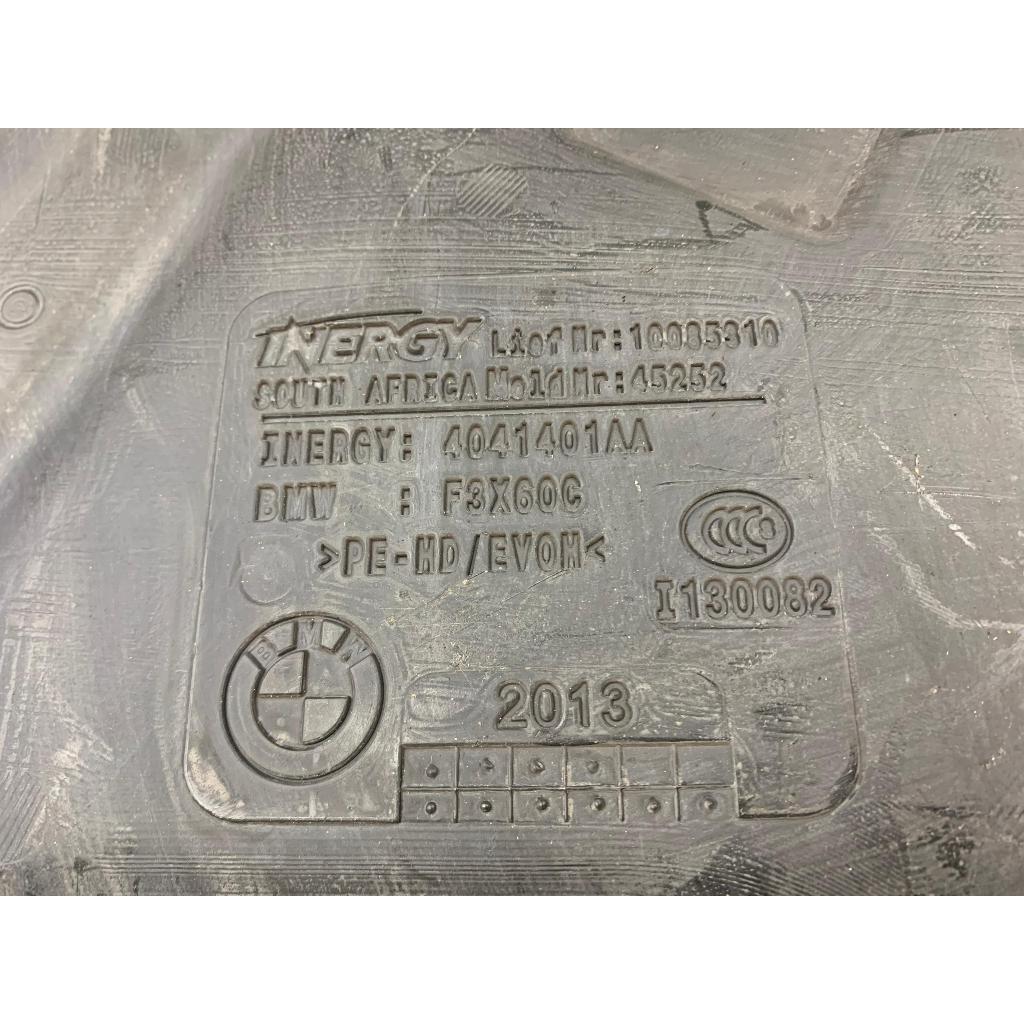 INERGY Lief Nr:10085310
SOUTH AFRICA Mold Nr:45252
INERGY: 4041401AA
BMW : F3X60C
>PE-HD/EVOH<
CCC
I130082
BMW
2013